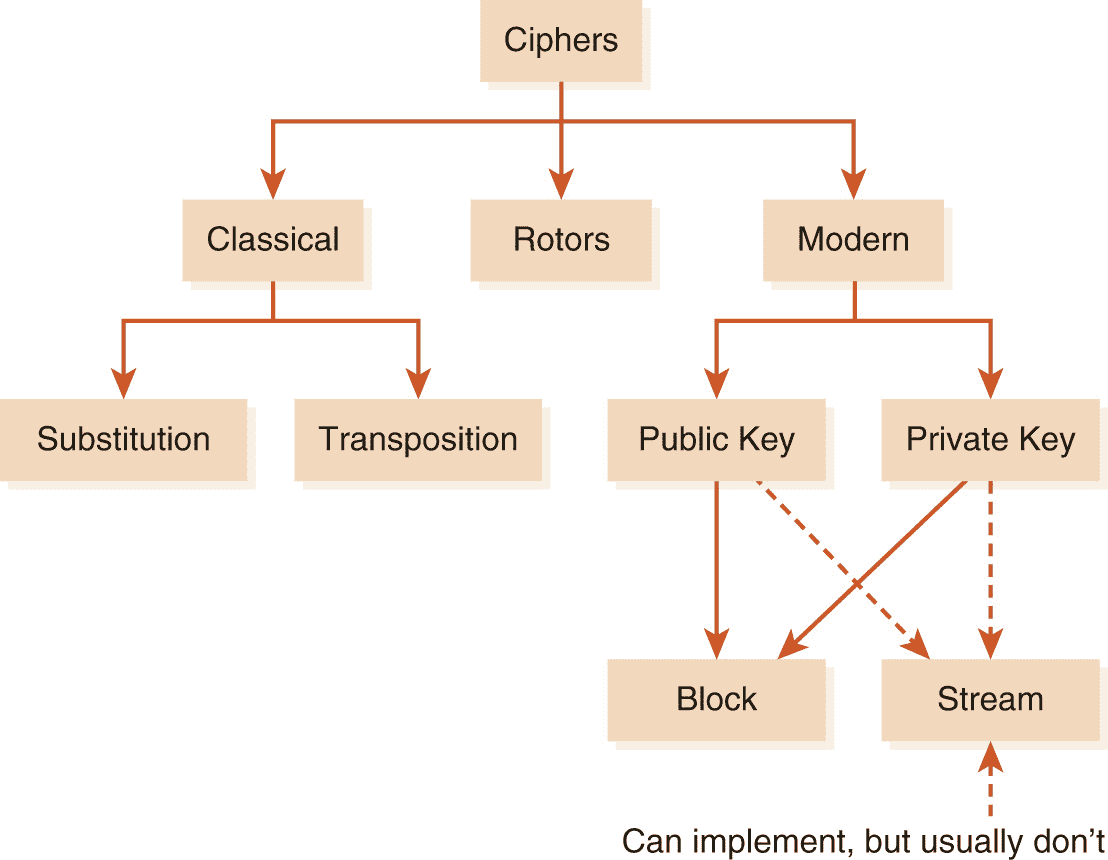 Ciphers
Classical
Rotors
Modern
Substitution
Transposition
Public Key
Private Key
Block
Stream
Can implement, but usually don’t